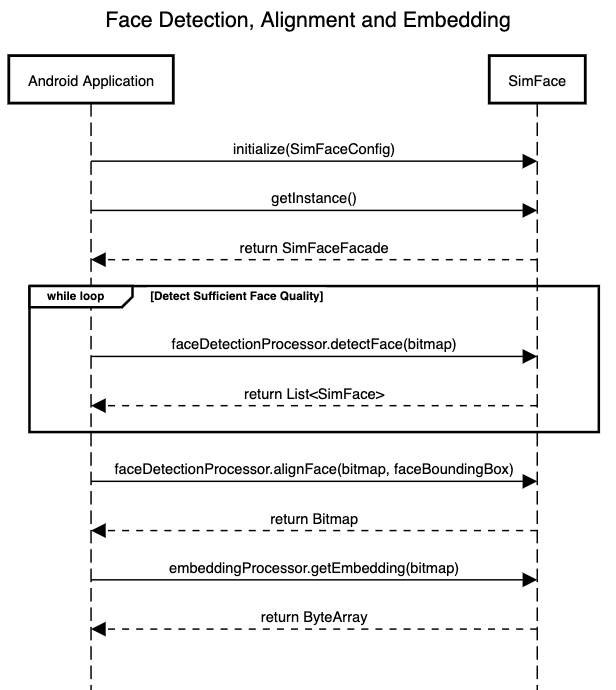 Face Detection, Alignment and Embedding
Android Application
SimFace
initialize(SimFaceConfig)
getInstance()
return SimFaceFacade
while loop
[Detect Sufficient Face Quality]
faceDetectionProcessor.detectFace(bitmap)
return List<SimFace>
faceDetectionProcessor.alignFace(bitmap, faceBoundingBox)
return Bitmap
embeddingProcessor.getEmbedding(bitmap)
return ByteArray